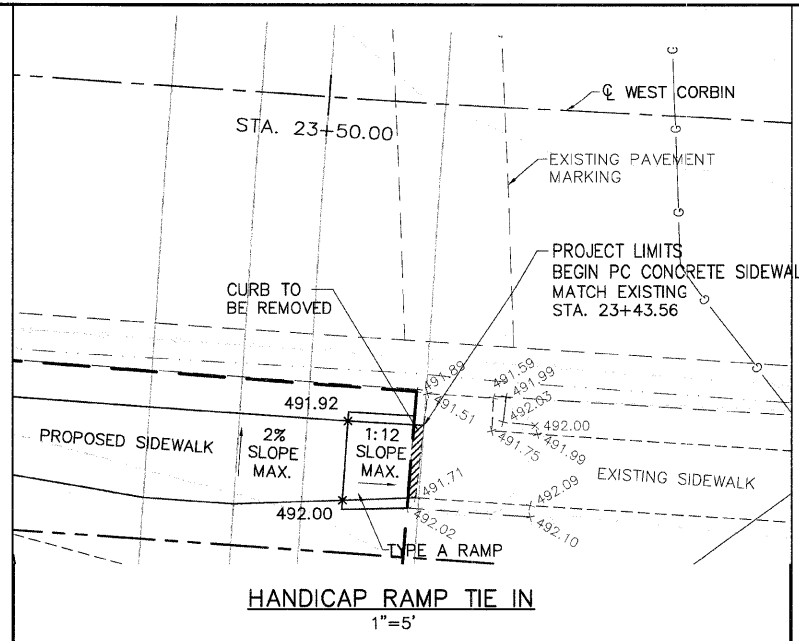 G
℄ WEST CORBIN
STA. 23+50.00
G
EXISTING PAVEMENT
MARKING
G
PROJECT LIMITS
BEGIN PC CONCRETE SIDEWAL
MATCH EXISTING
STA. 23+43.56
CURB TO
BE REMOVED
G
G
491.89
491.59
491.99
491.92
491.51
492.03
492.00
491.75
491.99
PROPOSED SIDEWALK
2%
SLOPE
MAX.
1:12
SLOPE
MAX.
EXISTING SIDEWALK
491.71
492.09
492.00
492.02
492.10
TYPE A RAMP
HANDICAP RAMP TIE IN
1"=5'